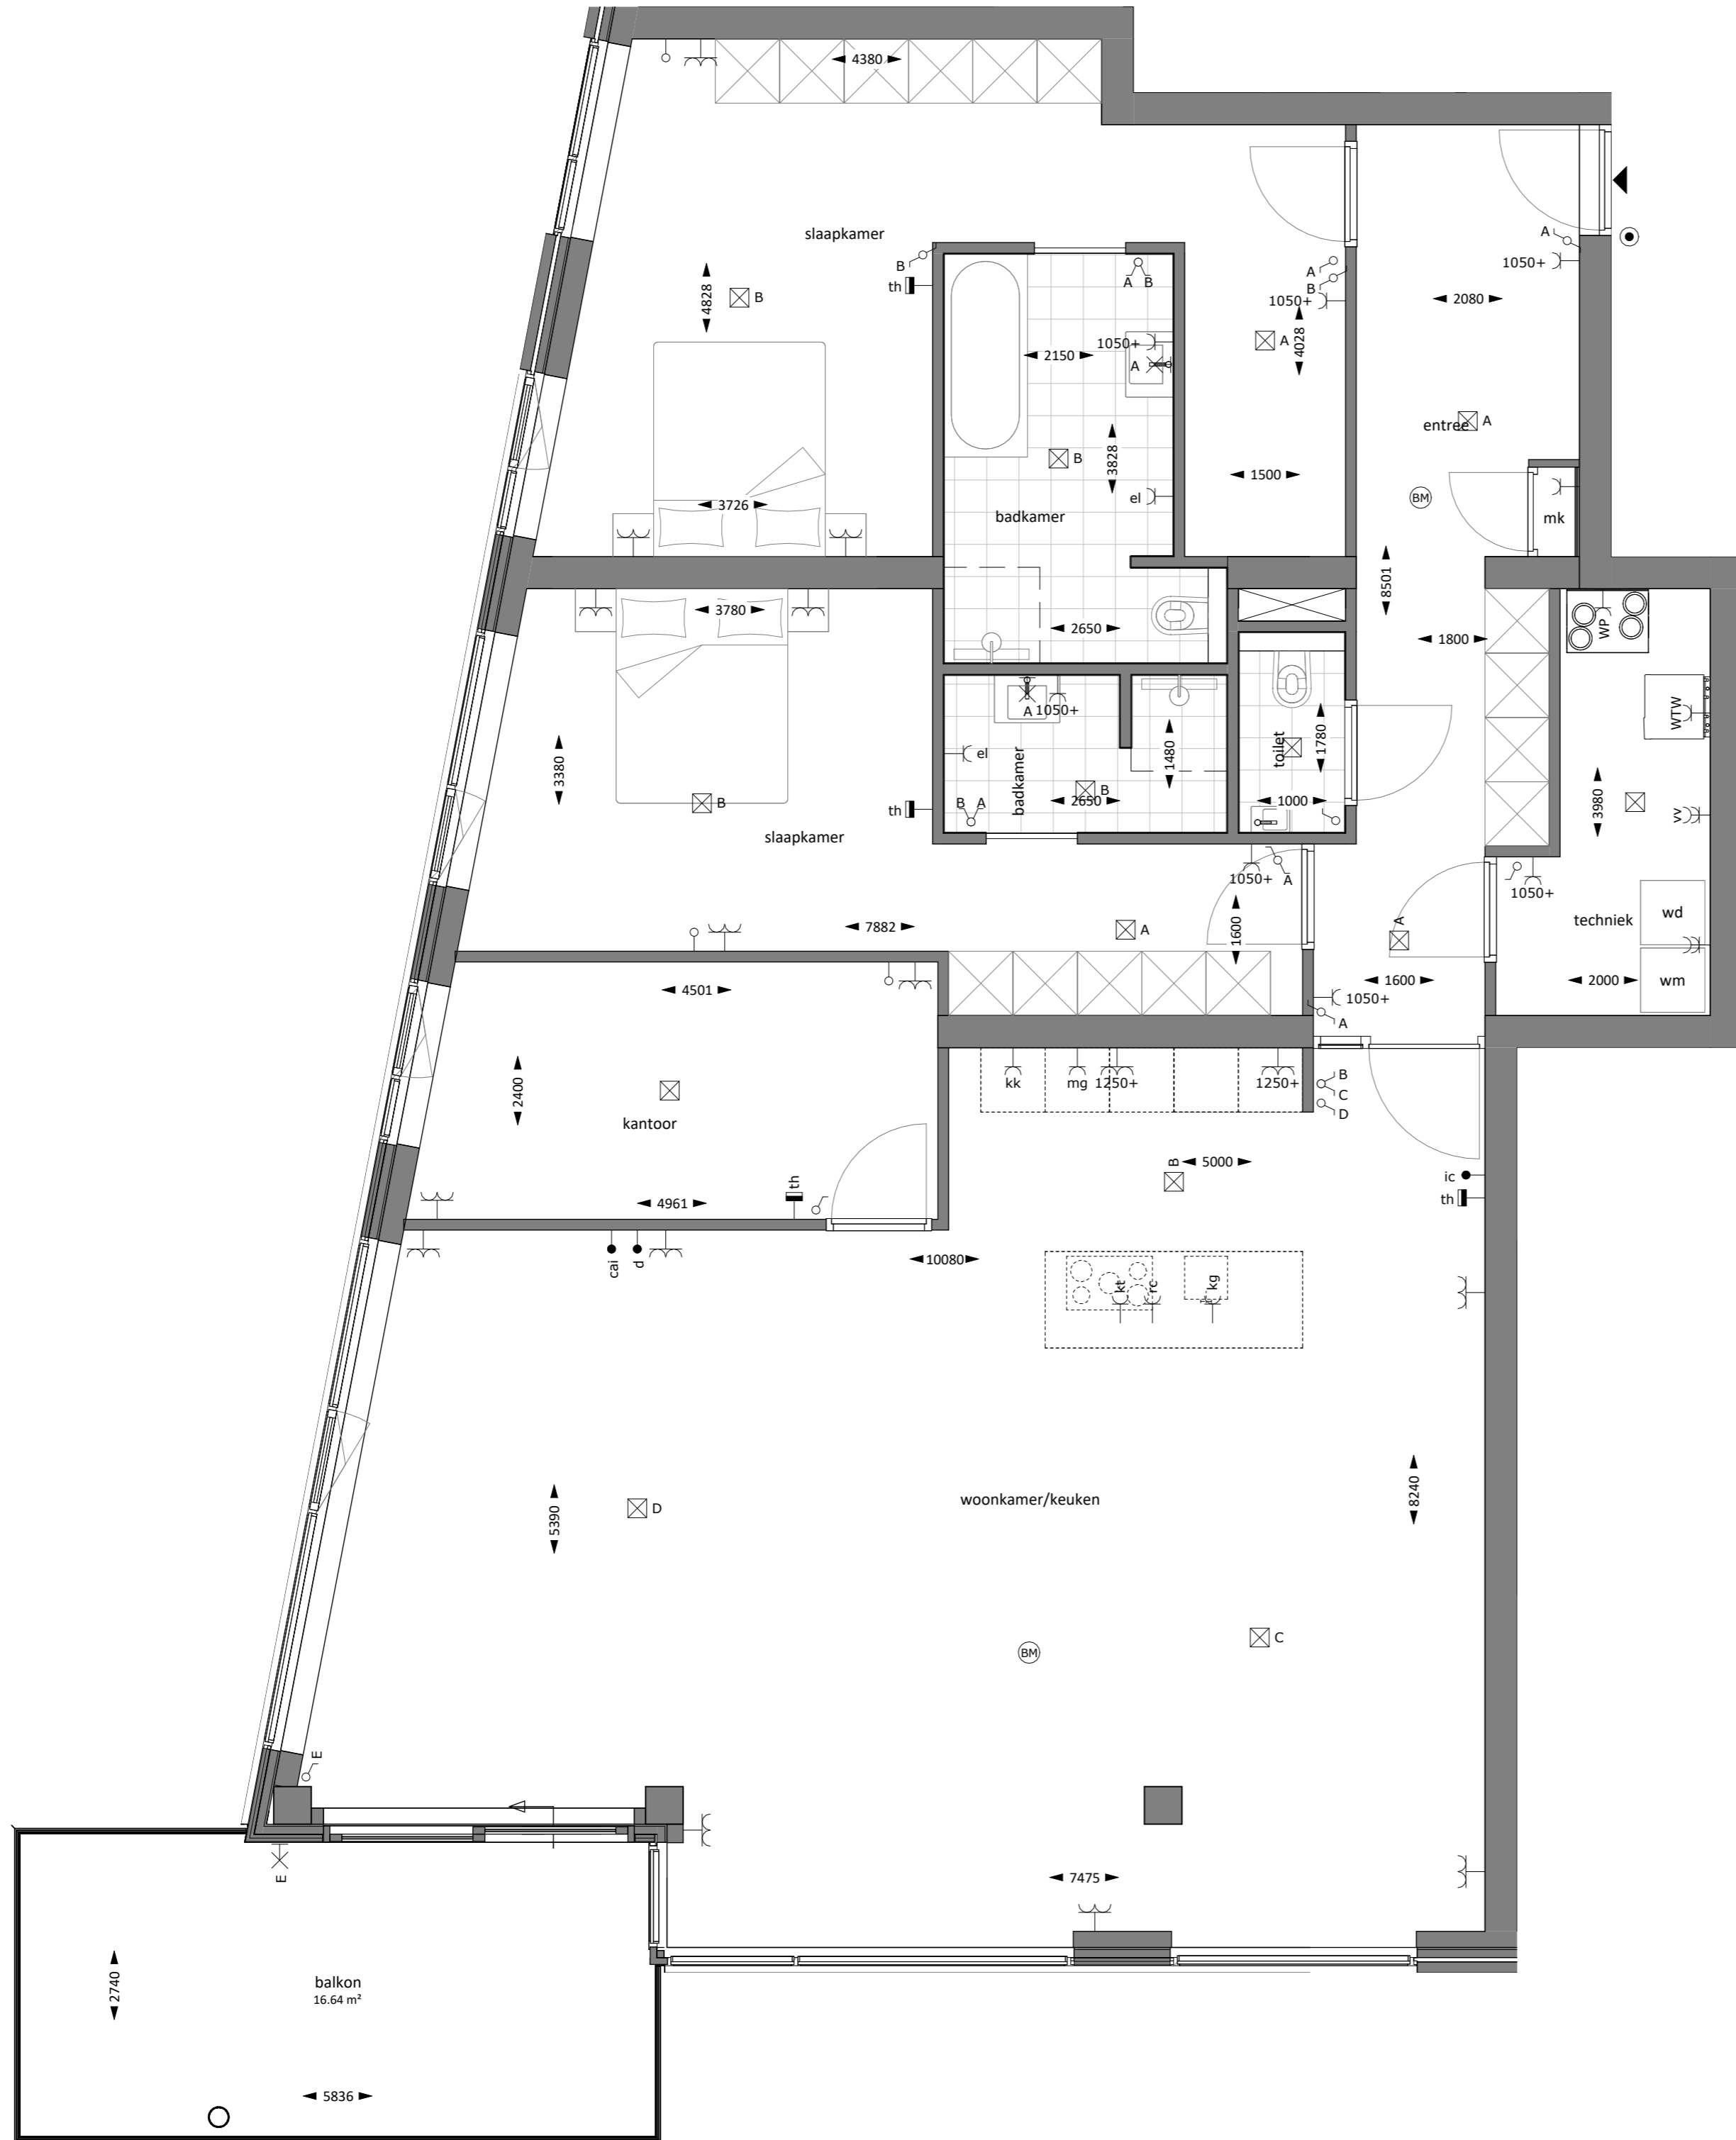 4380
slaapkamer
A
B
1050+
th
4828
B
A B
A
B
1050+
2080
1050+
2150
A
4028
A
entree
A
3828
B
1500
3726
el
BM
badkamer
mk
8501
3780
2650
1800
WP
A
1050+
WTW
1480
toilet
1780
el
badkamer
3380
B
B
2650
1000
3980
th
B A
vv
slaapkamer
1050+
A
1050+
wd
techniek
7882
A
1600
A
4501
1600
2000
wm
1050+
A
2400
kk
mg
1250+
1250+
B
C
D
kantoor
B
5000
ic
th
th
4961
cai
d
10080
kt
rc
kg
8240
woonkamer/keuken
5390
D
C
BM
E
E
7475
2740
balkon
16.64 m²
5836